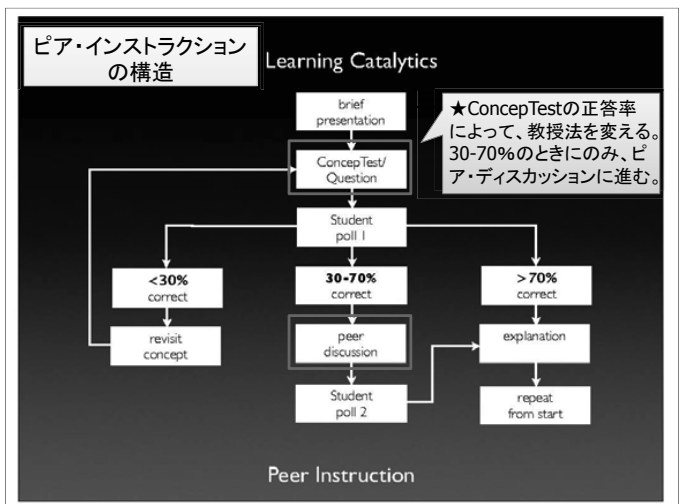 ピア・インストラクション
の構造
Learning Catalytics
brief
presentation
★ConcepTestの正答率
によって、教授法を変える。
30-70%のときにのみ、ピ
ア・ディスカッションに進む。
ConcepTest/
Question
Student
poll 1
<30%
correct
30-70%
correct
>70%
correct
revisit
concept
peer
discussion
explanation
Student
poll 2
repeat
from start
Peer Instruction